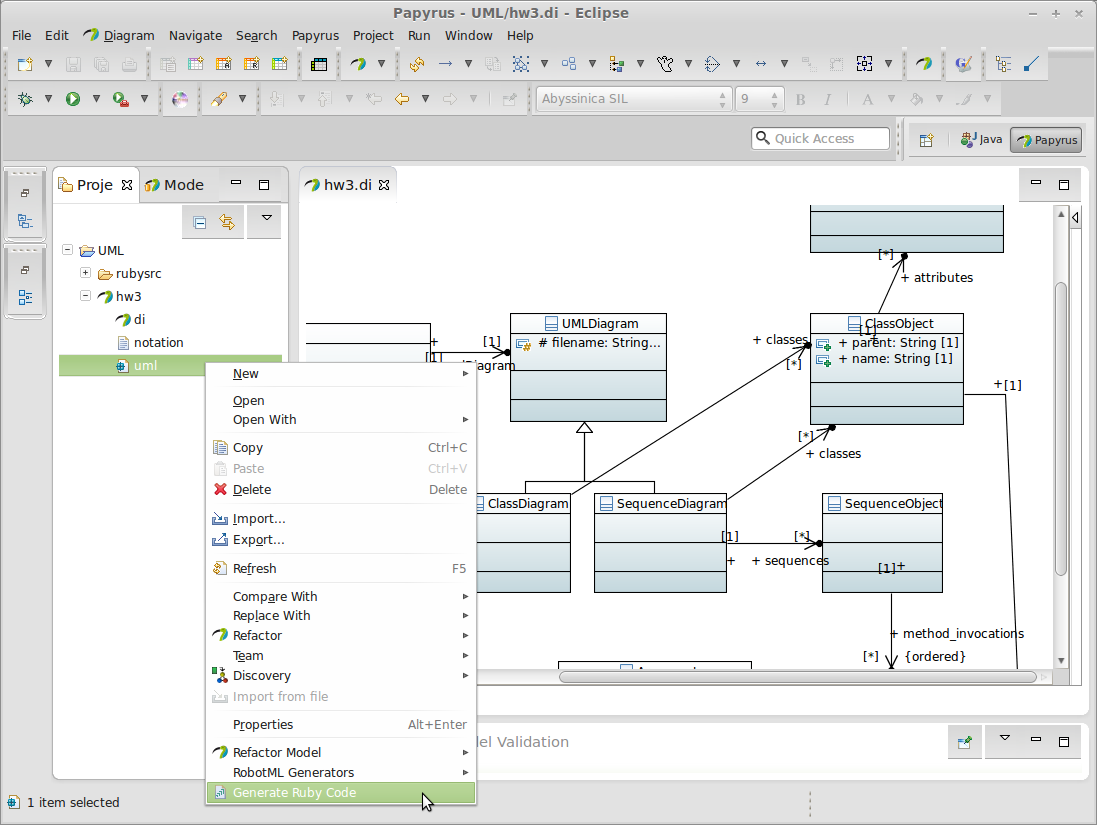 Papyrus - UML/hw3.di - Eclipse
File Edit Diagram Navigate Search Papyrus Project Run Window Help
Abyssinica SIL 9 B I A
Quick Access Java Papyrus
Proje Mode hw3.di
UML
rubysrc
hw3
di
notation
uml
New
Open
Open With
Copy Ctrl+C
Paste Ctrl+V
Delete Delete
Import...
Export...
Refresh F5
Compare With
Replace With
Refactor
Team
Discovery
Import from file
Properties Alt+Enter
Refactor Model
RobotML Generators
Generate Ruby Code
[*]
+ attributes
UMLDiagram
# filename: String...
+
[1]
[1]
ClassObject
[1]
+
+ parent: String [1]
+ name: String [1]
+ classes
[*]
+ [1]
[*]
+ classes
ClassDiagram
SequenceDiagram
SequenceObject
[1] [*]
+ + sequences
[1] +
+ method_invocations
[*] {ordered}
Validation
1 item selected